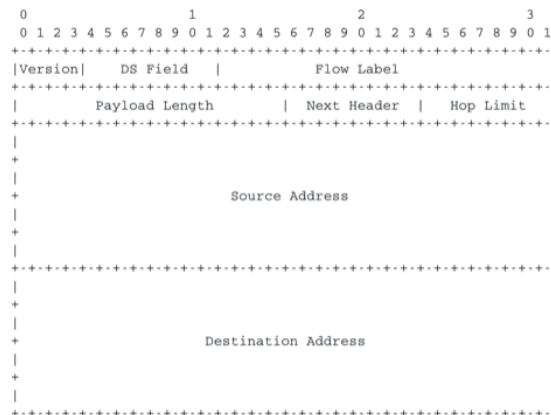 0 1 2 3
0 1 2 3 4 5 6 7 8 9 0 1 2 3 4 5 6 7 8 9 0 1 2 3 4 5 6 7 8 9 0 1
+-+-+-+-+-+-+-+-+-+-+-+-+-+-+-+-+-+-+-+-+-+-+-+-+-+-+-+-+-+-+-+-
|Version| DS Field | Flow Label
+-+-+-+-+-+-+-+-+-+-+-+-+-+-+-+-+-+-+-+-+-+-+-+-+-+-+-+-+-+-+-+-
| Payload Length | Next Header | Hop Limit
+-+-+-+-+-+-+-+-+-+-+-+-+-+-+-+-+-+-+-+-+-+-+-+-+-+-+-+-+-+-+-+-
|
+
|
+ Source Address
|
+
|
+-+-+-+-+-+-+-+-+-+-+-+-+-+-+-+-+-+-+-+-+-+-+-+-+-+-+-+-+-+-+-+-
|
+
|
+ Destination Address
|
+
|
+-+-+-+-+-+-+-+-+-+-+-+-+-+-+-+-+-+-+-+-+-+-+-+-+-+-+-+-+-+-+-+-